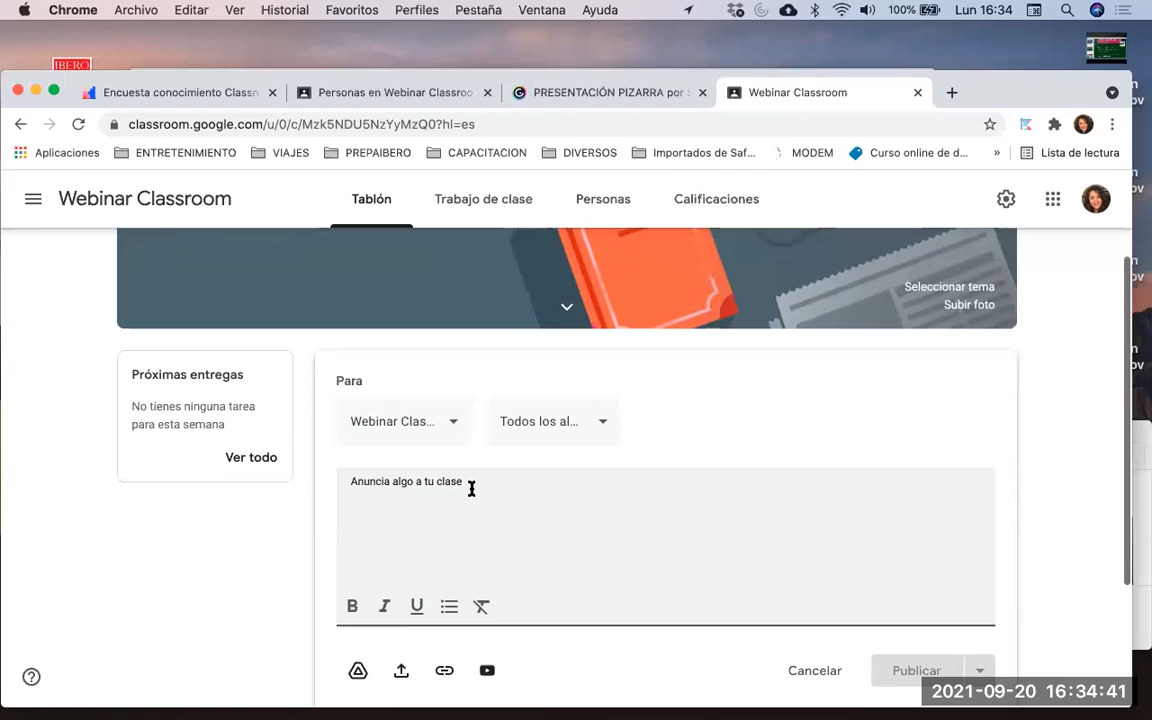 Chrome Archivo Editar Ver Historial Favoritos Perfiles Pestaña Ventana Ayuda 100% Lun 16:34
IBERO
Encuesta conocimiento Classr
Personas en Webinar Classroo
PRESENTACIÓN PIZARRA por
Webinar Classroom
classroom.google.com/u/0/c/Mzk5NDU5NzYyMzQ0?hl=es
Aplicaciones ENTRETENIMIENTO VIAJES PREPAIBERO CAPACITACION DIVERSOS Importados de Saf... MODEM Curso online de d... » Lista de lectura
Webinar Classroom
Tablón Trabajo de clase Personas Calificaciones
Seleccionar tema
Subir foto
Próximas entregas
No tienes ninguna tarea
para esta semana
Ver todo
Para
Webinar Clas... Todos los al...
Anuncia algo a tu clase
B I U
Cancelar Publicar
2021-09-20 16:34:41